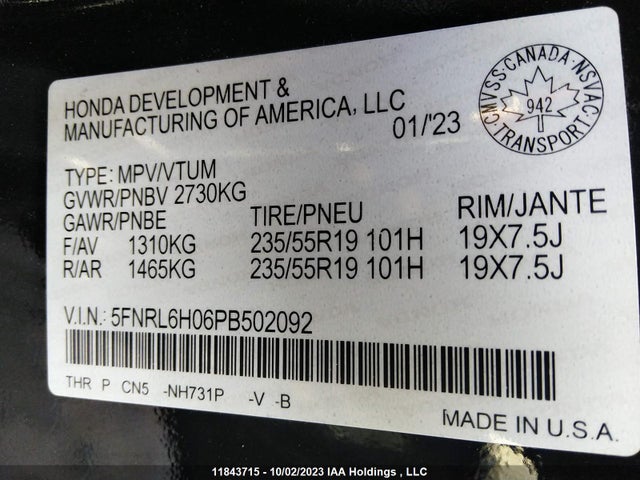 HONDA DEVELOPMENT &
MANUFACTURING OF AMERICA, LLC
01/'23
CMVSS · CANADA · NSVAC
942
TRANSPORT
TYPE: MPV/VTUM
GVWR/PNBV 2730KG
GAWR/PNBE TIRE/PNEU RIM/JANTE
F/AV 1310KG 235/55R19 101H 19X7.5J
R/AR 1465KG 235/55R19 101H 19X7.5J
V.I.N.: 5FNRL6H06PB502092
THR P CN5 -NH731P -V -B
MADE IN U.S.A.
11843715 - 10/02/2023 IAA Holdings , LLC